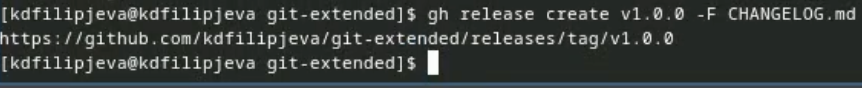 [kdfilipjeva@kdfilipjeva git-extended]$ gh release create v1.0.0 -F CHANGELOG.md
https://github.com/kdfilipjeva/git-extended/releases/tag/v1.0.0
[kdfilipjeva@kdfilipjeva git-extended]$